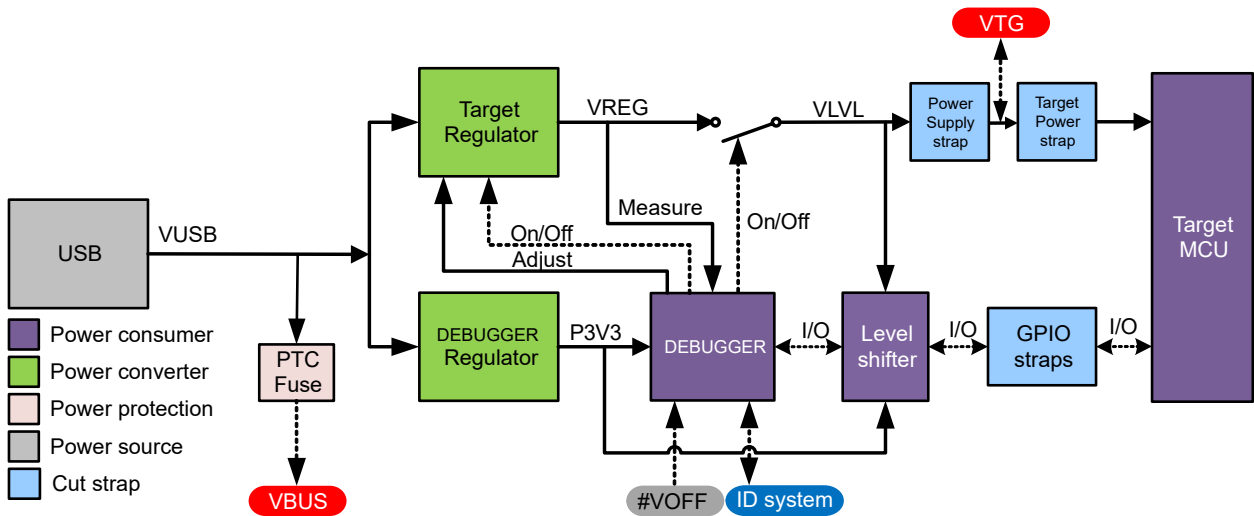 VTG
Target
Regulator
VREG
VLVL
Power
Supply
strap
Target
Power
strap
USB
VUSB
Measure
On/Off
Adjust
On/Off
Target
MCU
DEBUGGER
Regulator
P3V3
DEBUGGER
I/O
Level
shifter
I/O
GPIO
straps
I/O
PTC
Fuse
Power consumer
Power converter
Power protection
Power source
Cut strap
VBUS
#VOFF
ID system